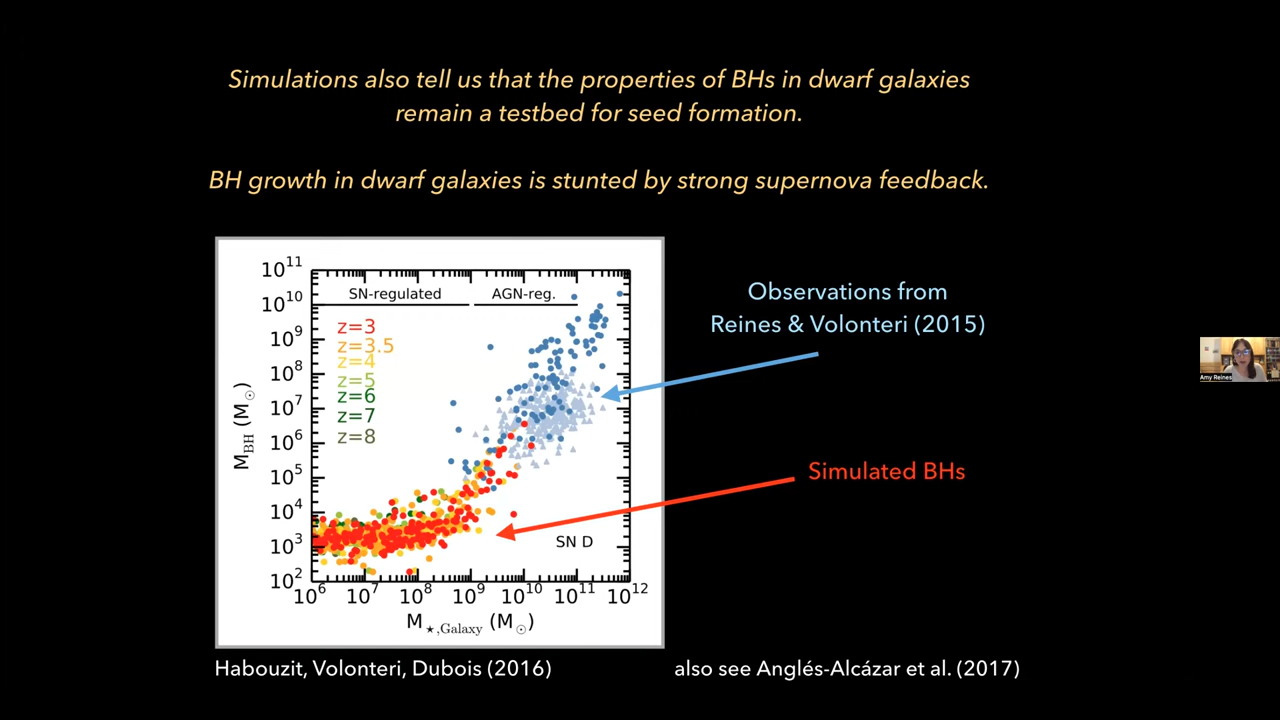 Simulations also tell us that the properties of BHs in dwarf galaxies
remain a testbed for seed formation.
BH growth in dwarf galaxies is stunted by strong supernova feedback.
10^11
10^10
10^9
10^8
10^7
10^6
10^5
10^4
10^3
10^2
M_BH (M_☉)
SN-regulated
AGN-reg.
z=3
z=3.5
z=4
z=5
z=6
z=7
z=8
SN D
10^6 10^7 10^8 10^9 10^10 10^11 10^12
M_★,Galaxy (M_☉)
Observations from
Reines & Volonteri (2015)
Simulated BHs
Amy Reines
Habouzit, Volonteri, Dubois (2016)
also see Anglés-Alcázar et al. (2017)